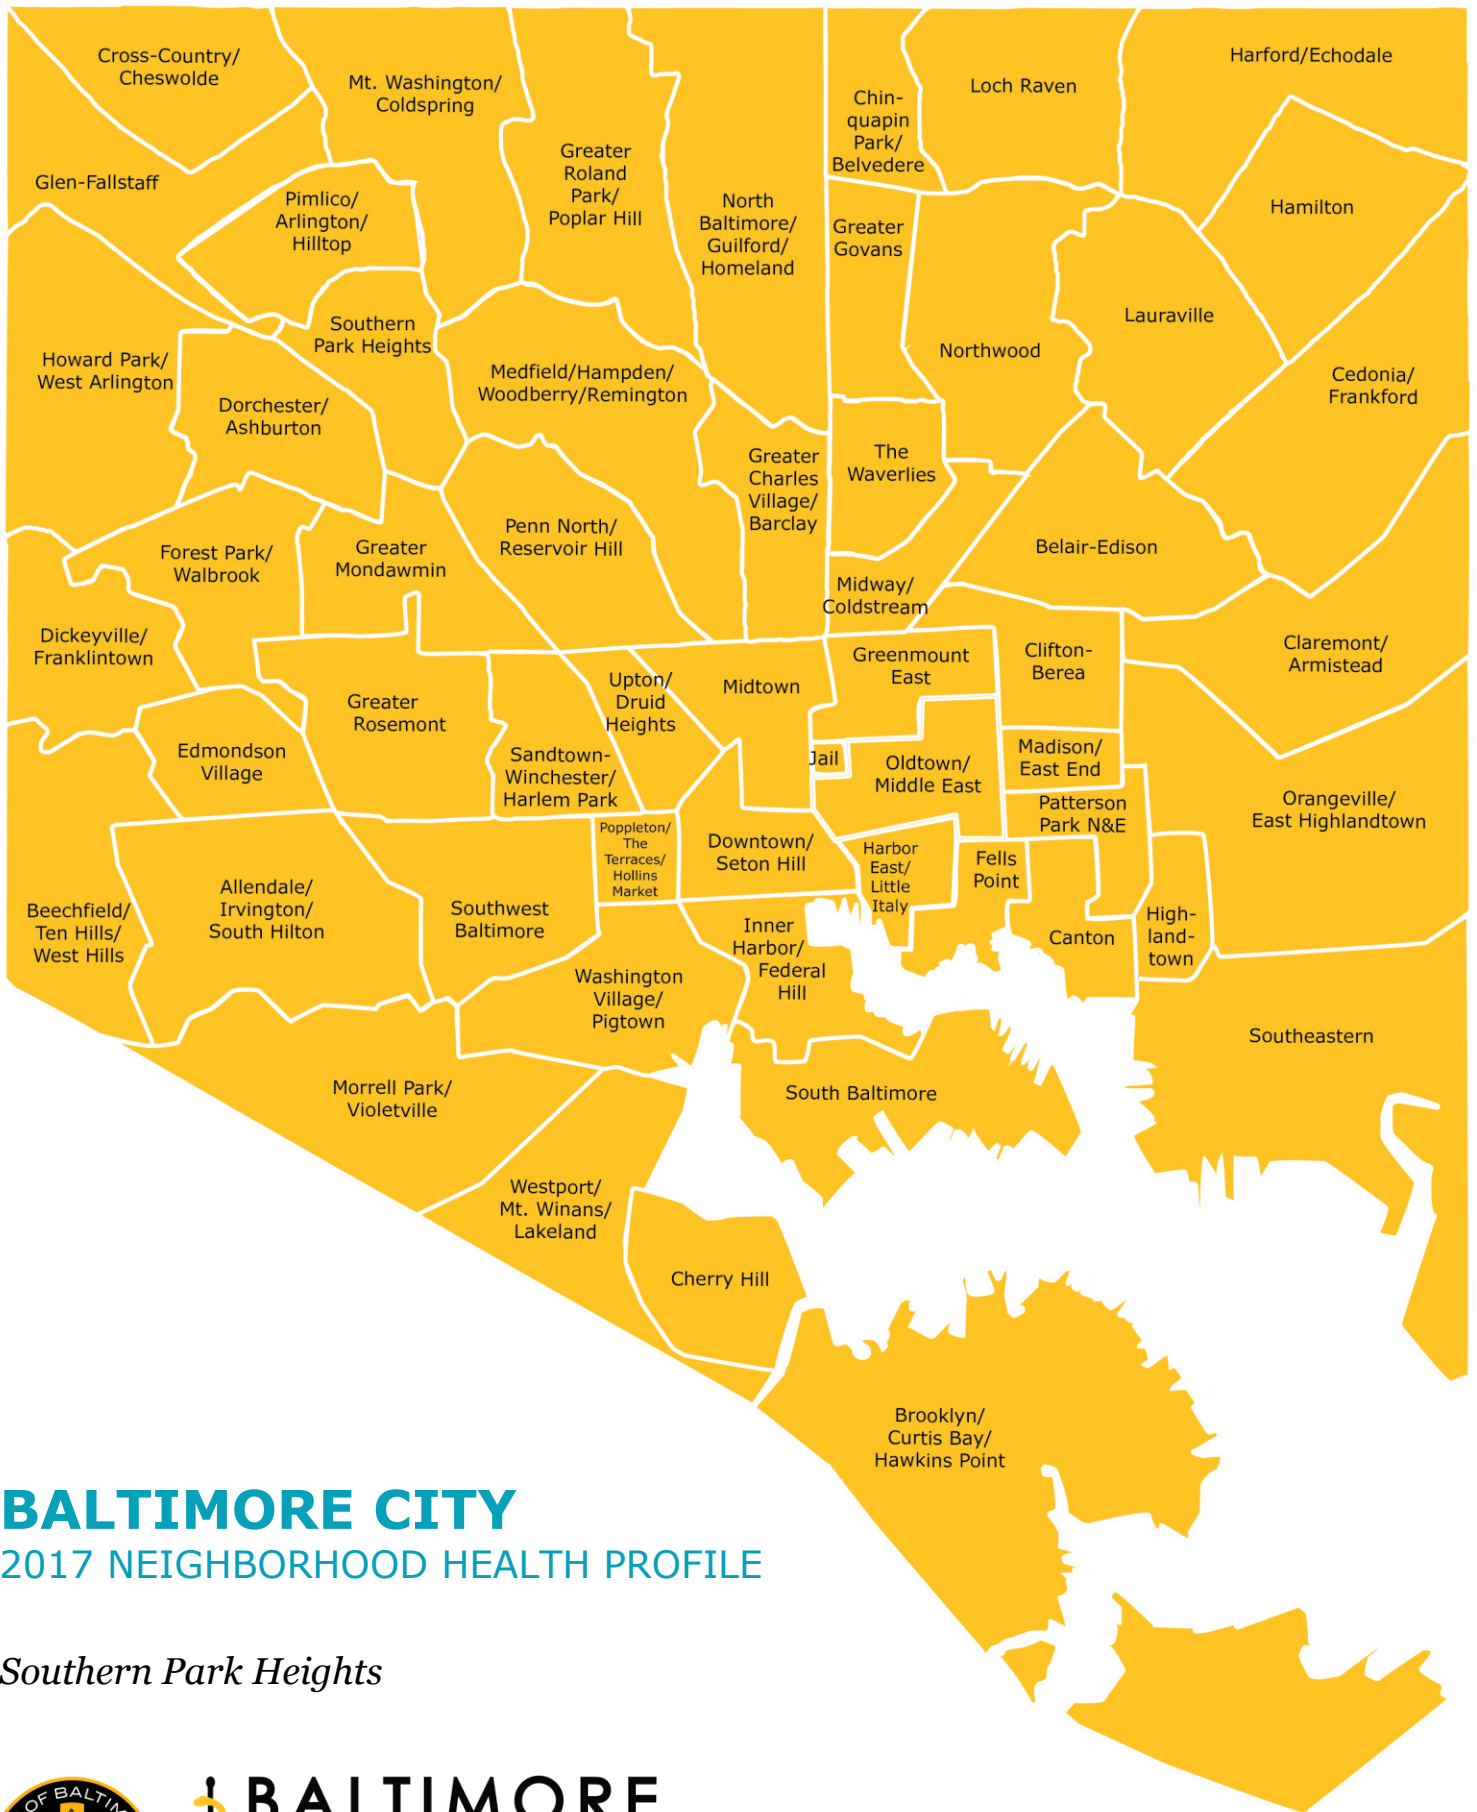 Cross-Country/
Cheswolde
Mt. Washington/
Coldspring
Greater
Roland
Park/
Poplar Hill
North
Baltimore/
Guilford/
Homeland
Chin-
quapin
Park/
Belvedere
Loch Raven
Harford/Echodale
Glen-Fallstaff
Pimlico/
Arlington/
Hilltop
Greater
Govans
Hamilton
Lauraville
Northwood
Howard Park/
West Arlington
Southern
Park Heights
Medfield/Hampden/
Woodberry/Remington
Cedonia/
Frankford
Dorchester/
Ashburton
Greater
Charles
Village/
Barclay
The
Waverlies
Forest Park/
Walbrook
Greater
Mondawmin
Penn North/
Reservoir Hill
Belair-Edison
Midway/
Coldstream
Dickeyville/
Franklintown
Greenmount
East
Clifton-
Berea
Claremont/
Armistead
Greater
Rosemont
Upton/
Druid
Heights
Midtown
Edmondson
Village
Sandtown-
Winchester/
Harlem Park
Jail
Oldtown/
Middle East
Madison/
East End
Patterson
Park N&E
Orangeville/
East Highlandtown
Poppleton/
The
Terraces/
Hollins
Market
Downtown/
Seton Hill
Harbor
East/
Little
Italy
Fells
Point
Beechfield/
Ten Hills/
West Hills
Allendale/
Irvington/
South Hilton
Southwest
Baltimore
Inner
Harbor/
Federal
Hill
Canton
High-
land-
town
Washington
Village/
Pigtown
Southeastern
Morrell Park/
Violetville
South Baltimore
Westport/
Mt. Winans/
Lakeland
Cherry Hill
Brooklyn/
Curtis Bay/
Hawkins Point
BALTIMORE CITY
2017 NEIGHBORHOOD HEALTH PROFILE
Southern Park Heights
OF BALTIM
BALTIMORE